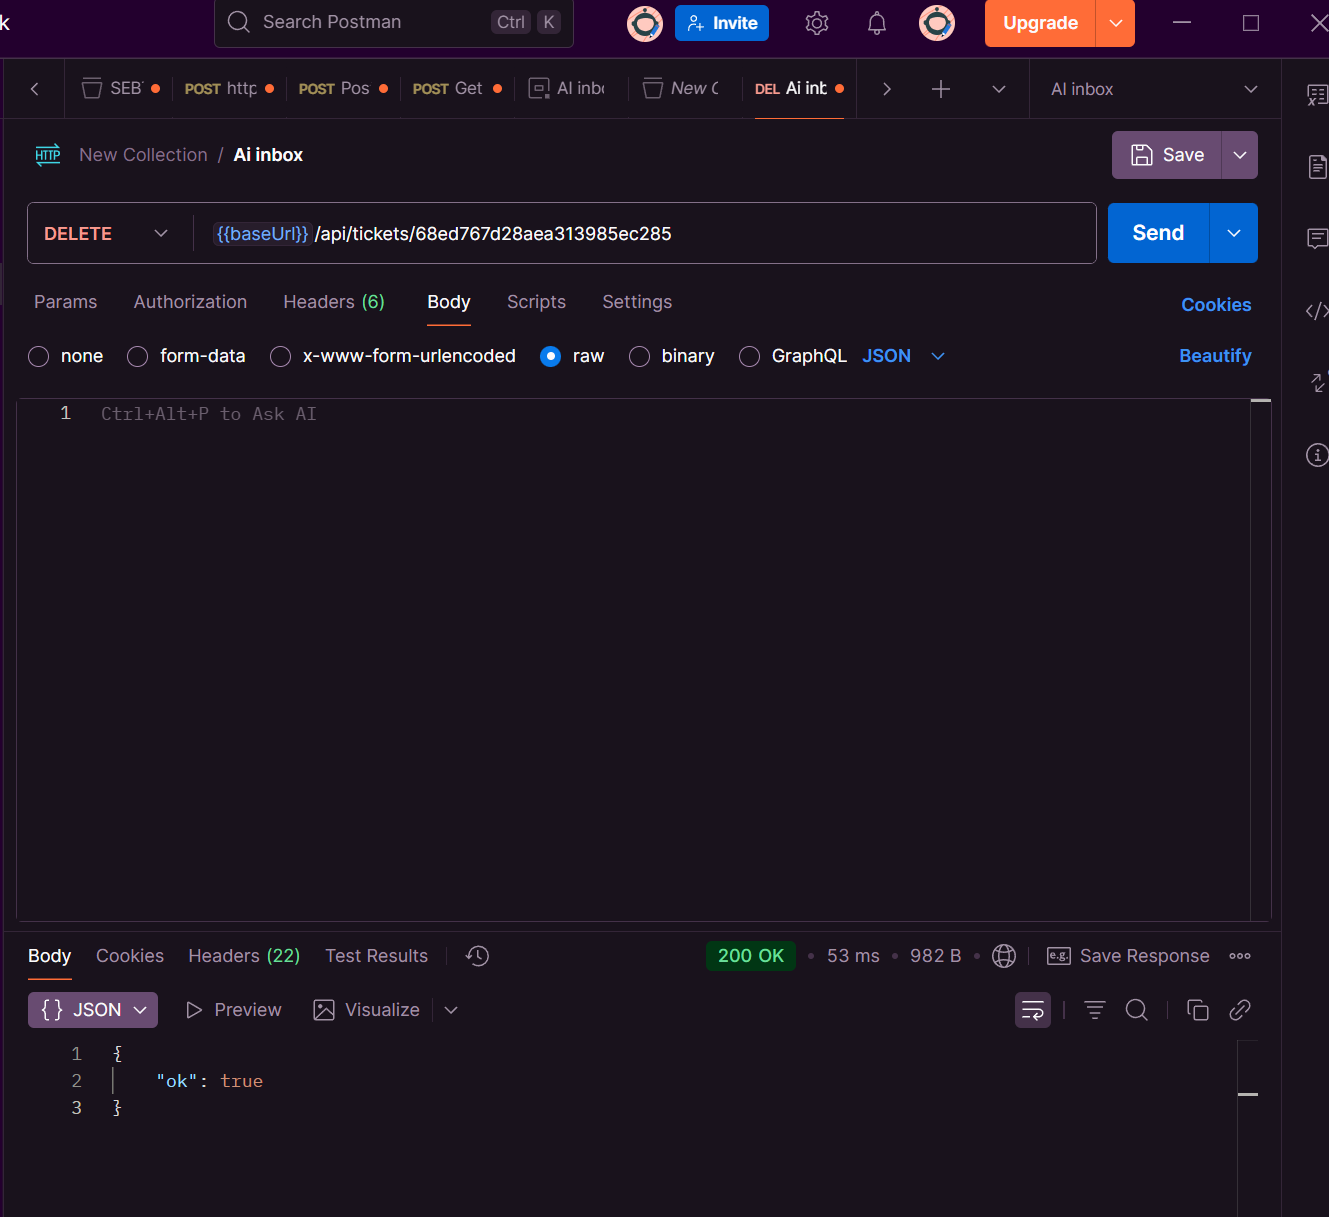 k
Search Postman Ctrl K Invite Upgrade
SEB POST http POST Pos POST Get AI inb New C DEL Ai inb AI inbox
HTTP New Collection / Ai inbox Save
DELETE {{baseUrl}}/api/tickets/68ed767d28aea313985ec285 Send
Params Authorization Headers (6) Body Scripts Settings Cookies
none form-data x-www-form-urlencoded raw binary GraphQL JSON Beautify
1 Ctrl+Alt+P to Ask AI
Body Cookies Headers (22) Test Results 200 OK • 53 ms • 982 B • e.g. Save Response
{} JSON Preview Visualize
1 {
2 "ok": true
3 }